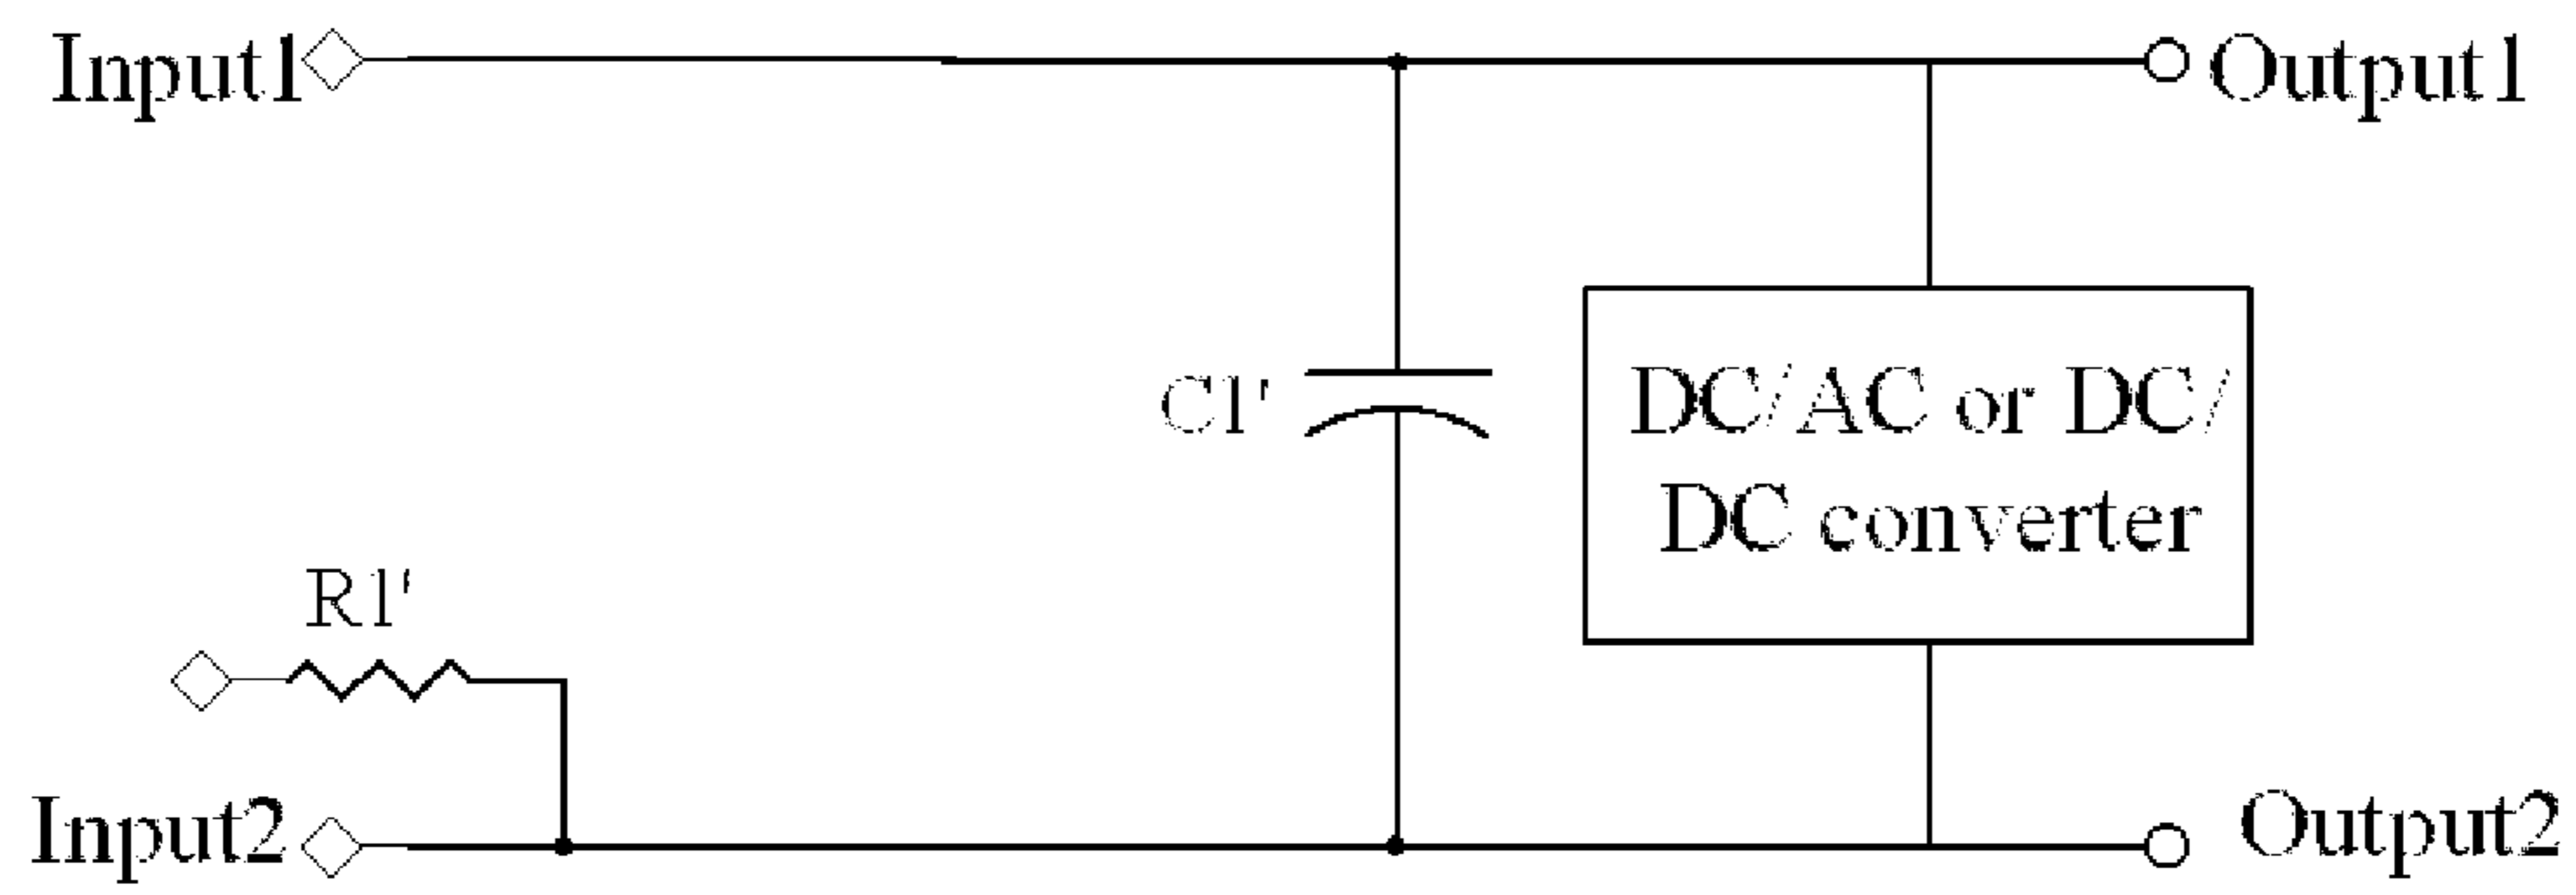 Input1
Output1
C1'
DC/AC or DC/
DC converter
R1'
Input2
Output2